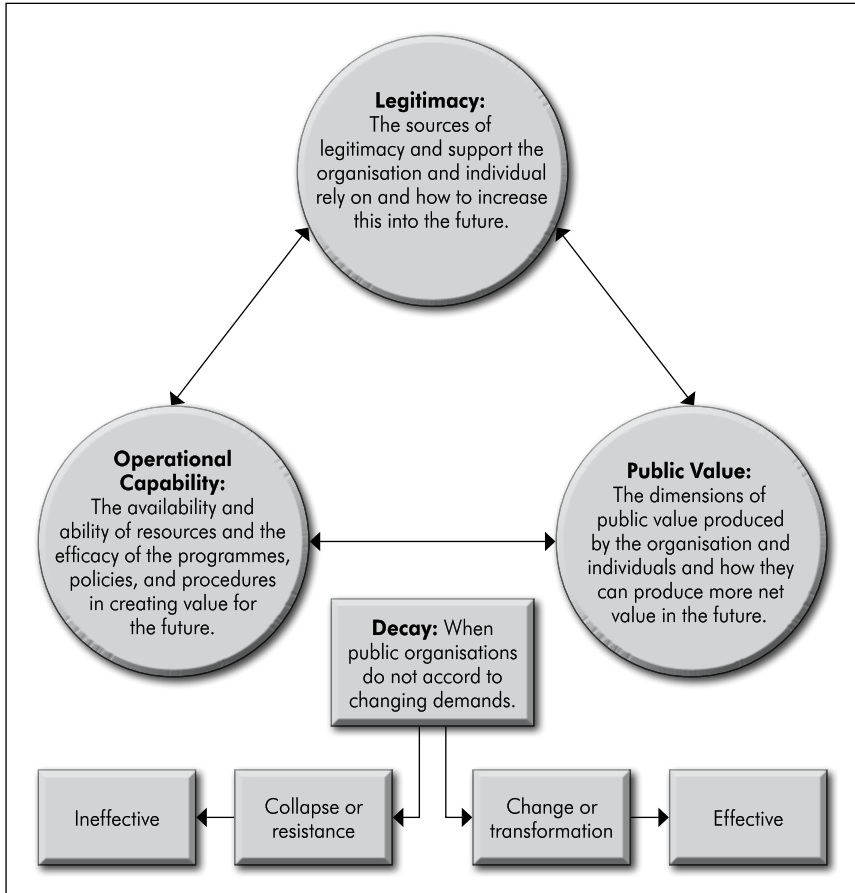 Legitimacy:
The sources of
legitimacy and support the
organisation and individual
rely on and how to increase
this into the future.
Operational
Capability:
The availability and
ability of resources and the
efficacy of the programmes,
policies, and procedures
in creating value for
the future.
Public Value:
The dimensions of
public value produced
by the organisation and
individuals and how they
can produce more net
value in the future.
Decay: When
public organisations
do not accord to
changing demands.
Ineffective
Collapse or
resistance
Change or
transformation
Effective